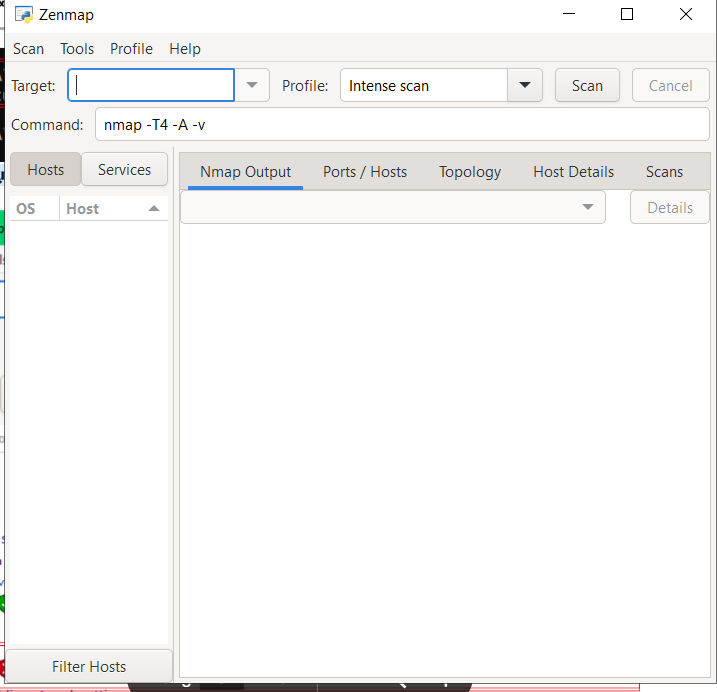 Zenmap
Scan Tools Profile Help
Target: Profile: Intense scan Scan Cancel
Command: nmap -T4 -A -v
Hosts Services Nmap Output Ports / Hosts Topology Host Details Scans
OS Host Details
Filter Hosts